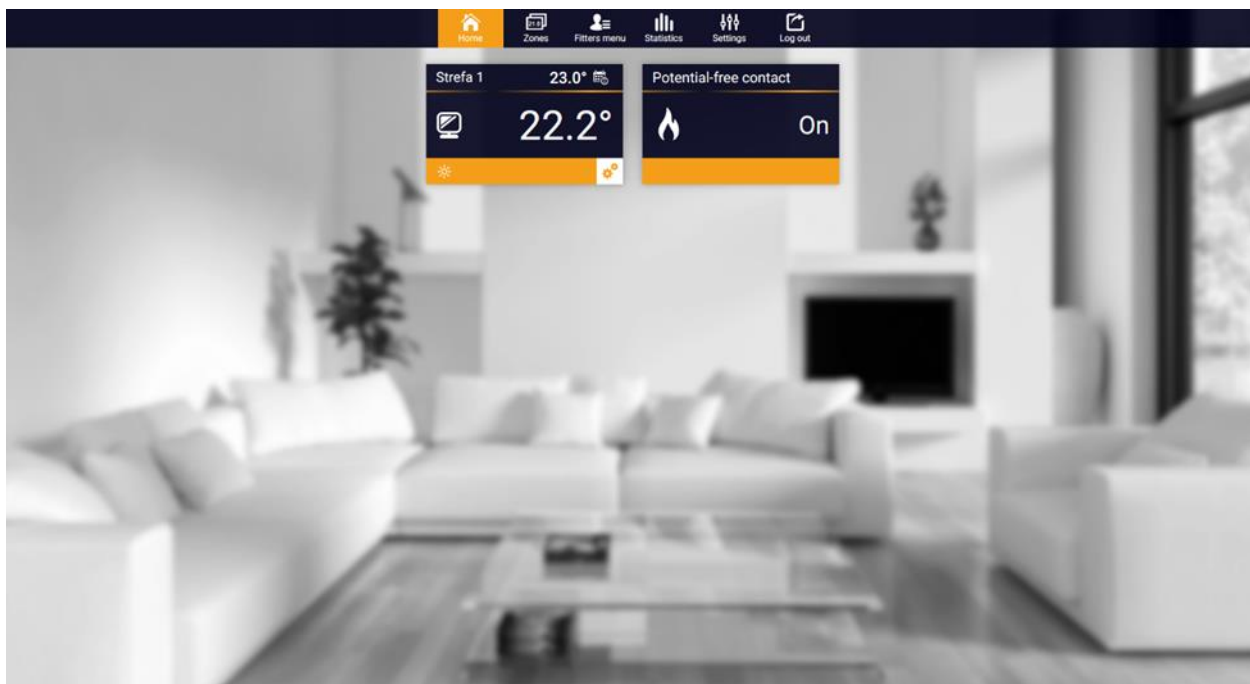 Home
Zones
Fitters menu
Statistics
Settings
Log out
Strefa 1 23.0°
22.2°
Potential-free contact
On